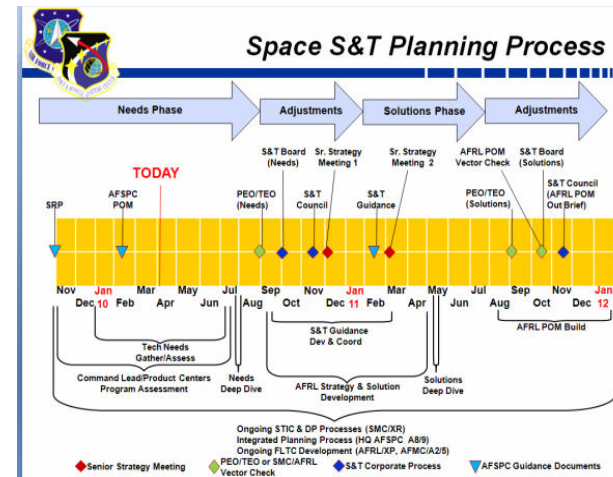 Space S&T Planning Process
Needs Phase
Adjustments
Solutions Phase
Adjustments
TODAY
SRP
AFSPC
POM
PEO/TEO
(Needs)
S&T Board
(Needs)
S&T
Council
Sr. Strategy
Meeting 1
S&T
Guidance
Sr. Strategy
Meeting 2
AFRL POM
Vector Check
PEO/TEO
(Solutions)
S&T Board
(Solutions)
S&T Council
(AFRL POM
Out Brief)
Nov Jan Mar May Jul Sep Nov Jan Mar May Jul Sep Nov Jan
Dec 10 Feb Apr Jun Aug Oct Dec 11 Feb Apr Jun Aug Oct Dec 12
Tech Needs
Gather/Assess
Command Lead/Product Centers
Program Assessment
Needs
Deep Dive
S&T Guidance
Dev & Coord
AFRL Strategy & Solution
Development
Solutions
Deep Dive
AFRL POM Build
Ongoing STIC & DP Processes (SMC/XR)
Integrated Planning Process (HQ AFSPC A8/9)
Ongoing FLTC Development (AFRL/XP, AFMC/A2/5)
Senior Strategy Meeting
PEO/TEO or SMC/AFRL
Vector Check
S&T Corporate Process
AFSPC Guidance Documents